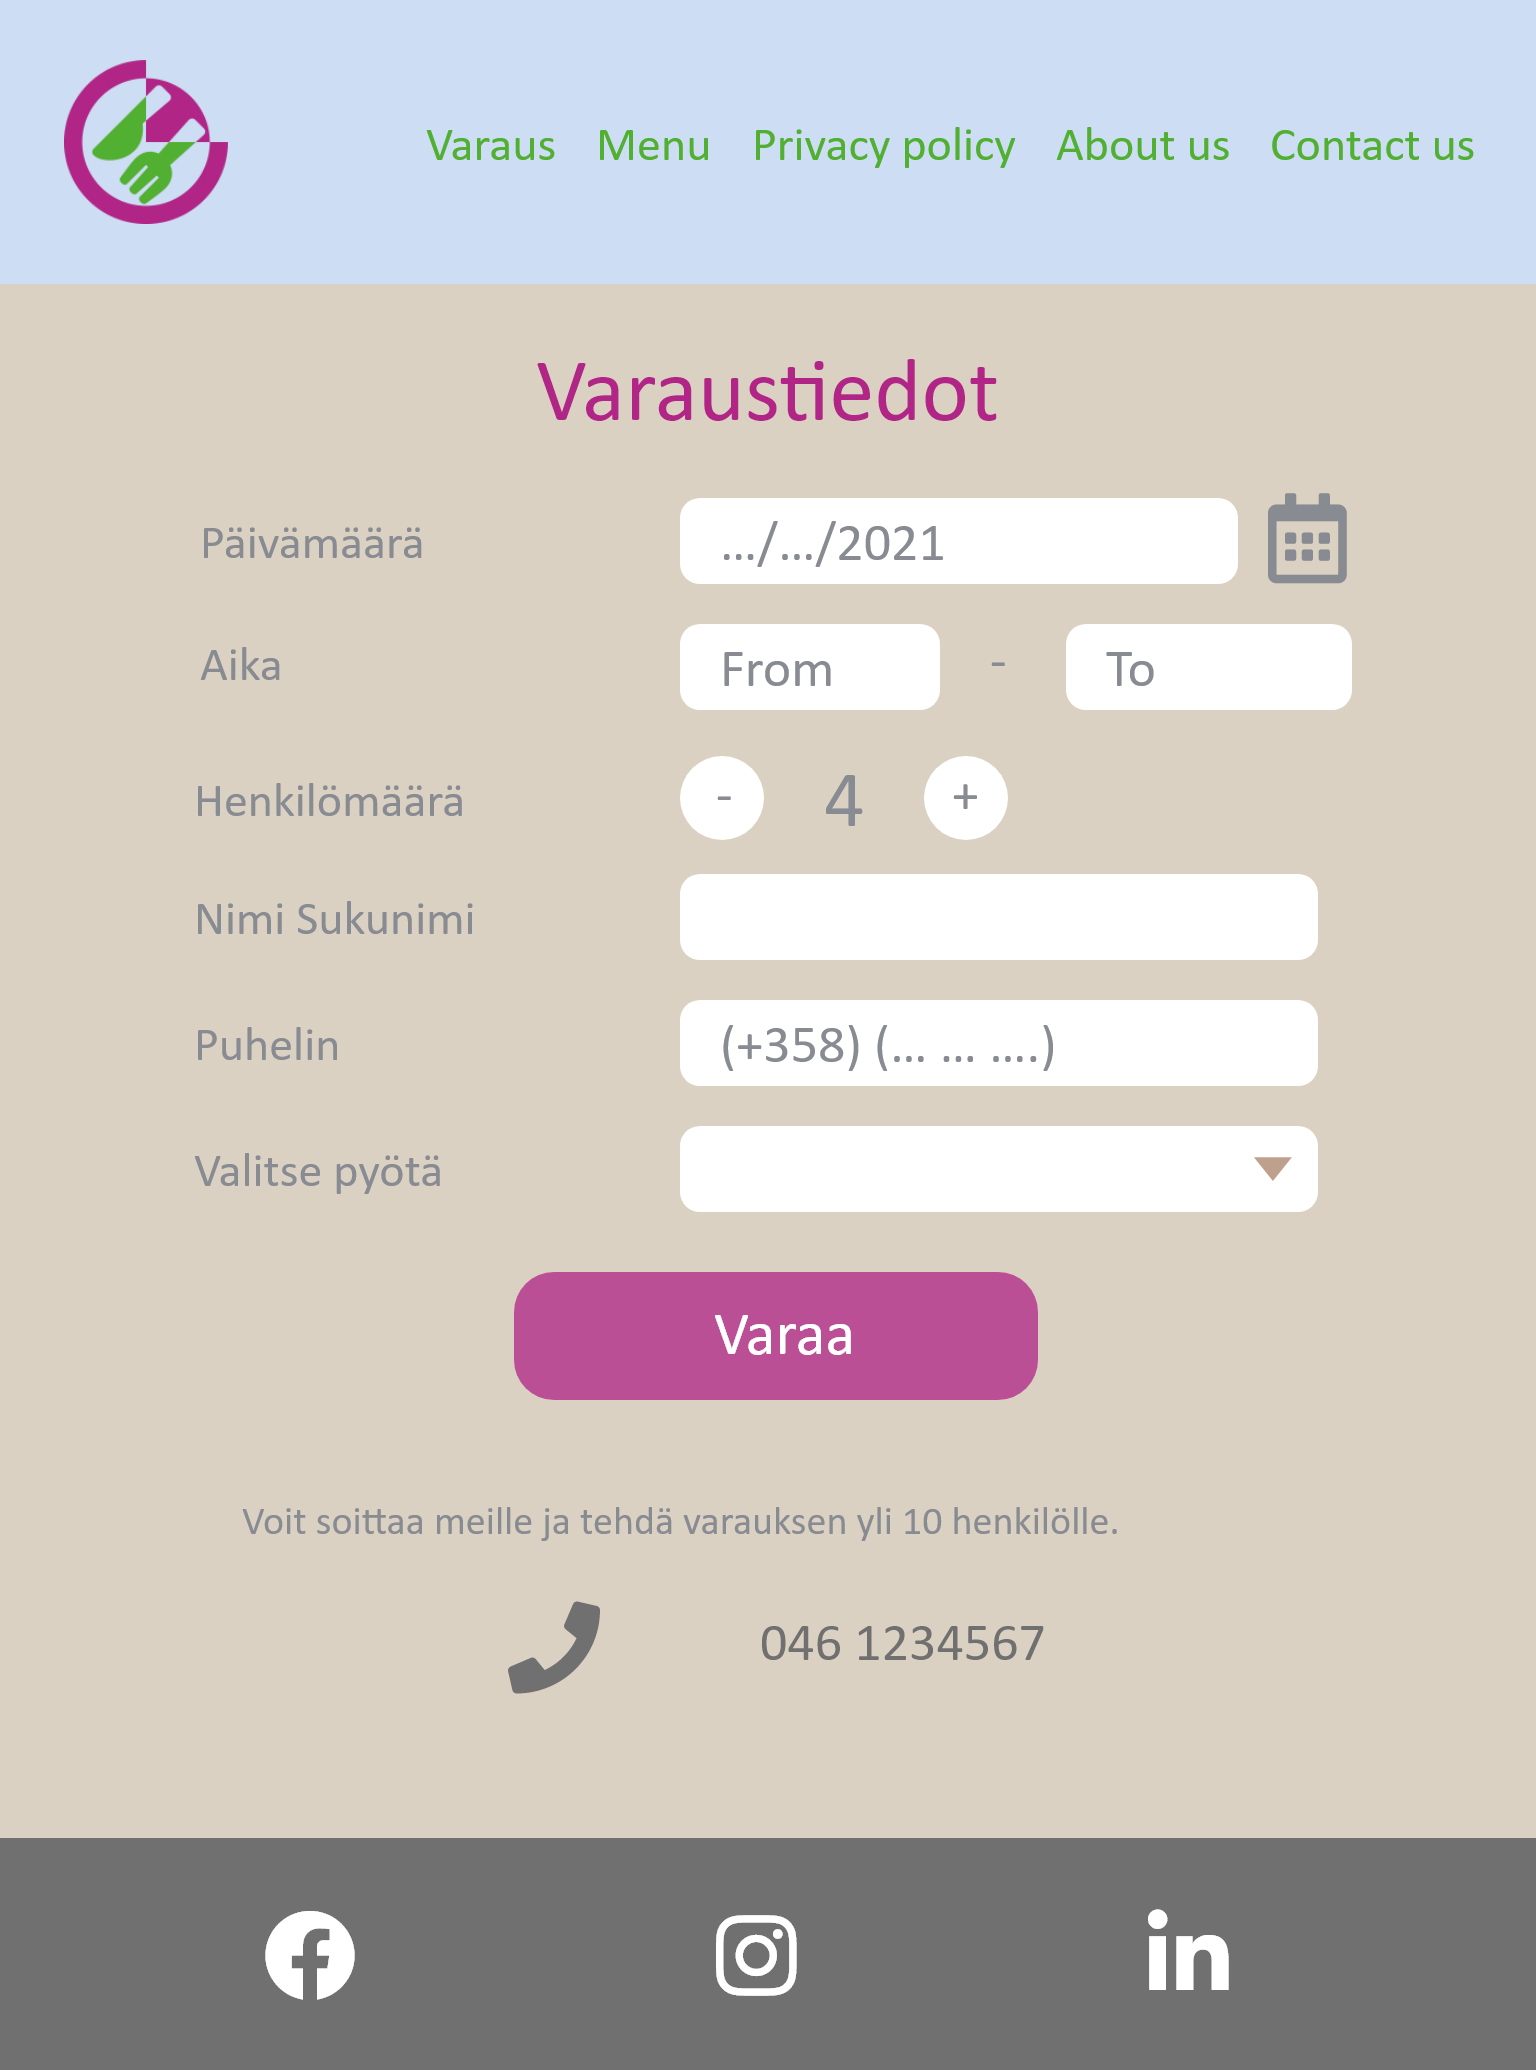 Varaus Menu Privacy policy About us Contact us
Varaustiedot
Päivämäärä .../.../2021
Aika From - To
Henkilömäärä - 4 +
Nimi Sukunimi
Puhelin (+358) (... ... ....)
Valitse pyötä
Varaa
Voit soittaa meille ja tehdä varauksen yli 10 henkilölle.
046 1234567